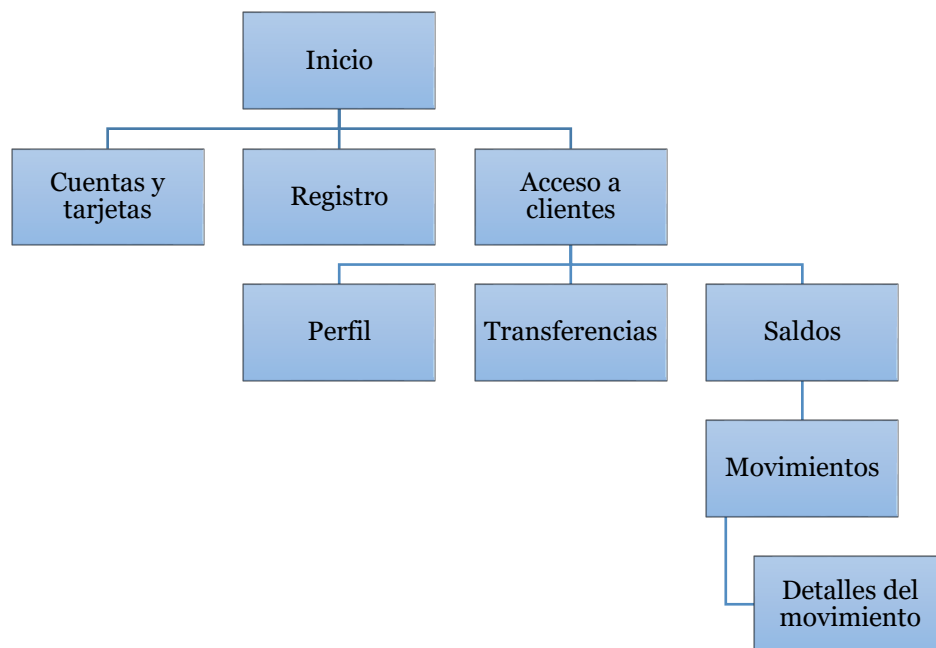 Inicio
Cuentas y
tarjetas
Registro
Acceso a
clientes
Perfil
Transferencias
Saldos
Movimientos
Detalles del
movimiento